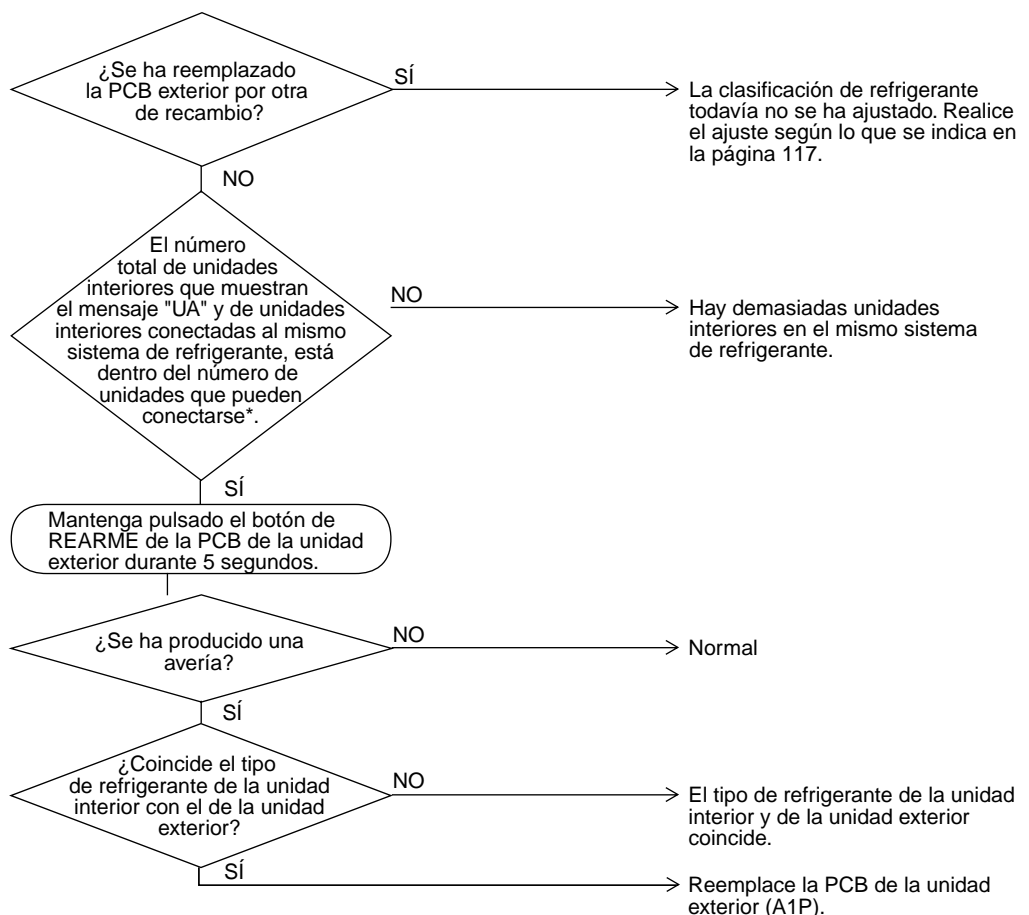 ¿Se ha reemplazado
la PCB exterior por otra
de recambio?
SÍ
La clasificación de refrigerante
todavía no se ha ajustado. Realice
el ajuste según lo que se indica en
la página 117.
NO
El número
total de unidades
interiores que muestran
el mensaje "UA" y de unidades
interiores conectadas al mismo
sistema de refrigerante, está
dentro del número de
unidades que pueden
conectarse*.
NO
Hay demasiadas unidades
interiores en el mismo sistema
de refrigerante.
SÍ
Mantenga pulsado el botón de
REARME de la PCB de la unidad
exterior durante 5 segundos.
¿Se ha producido una
avería?
NO
Normal
SÍ
¿Coincide el tipo
de refrigerante de la unidad
interior con el de la unidad
exterior?
NO
El tipo de refrigerante de la unidad
interior y de la unidad exterior
coincide.
SÍ
Reemplace la PCB de la unidad
exterior (A1P).